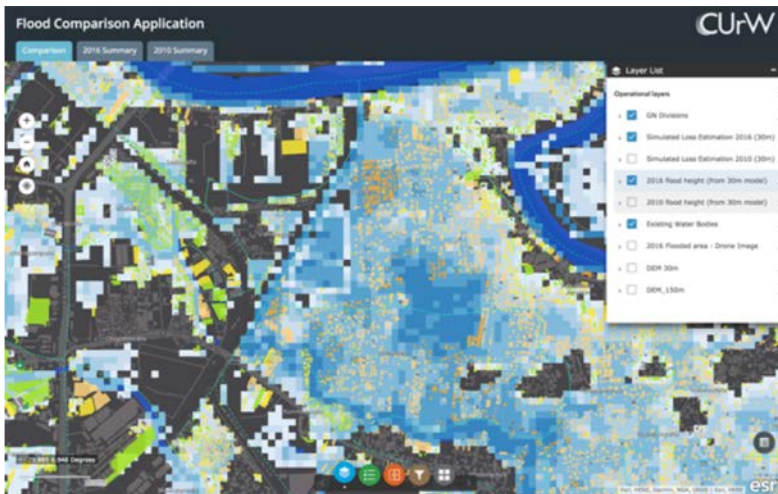 Flood Comparison Application
CUrW
Comparison
2016 Summary
2010 Summary
Layer List
Operational layers
GN Divisions
Simulated Loss Estimation 2016 (30m)
Simulated Loss Estimation 2010 (30m)
2016 flood height (from 30m model)
2010 flood height (from 30m model)
Existing Water Bodies
2016 Flooded area - Drone Image
DEM 30m
DEM_150m
Degrees
esri